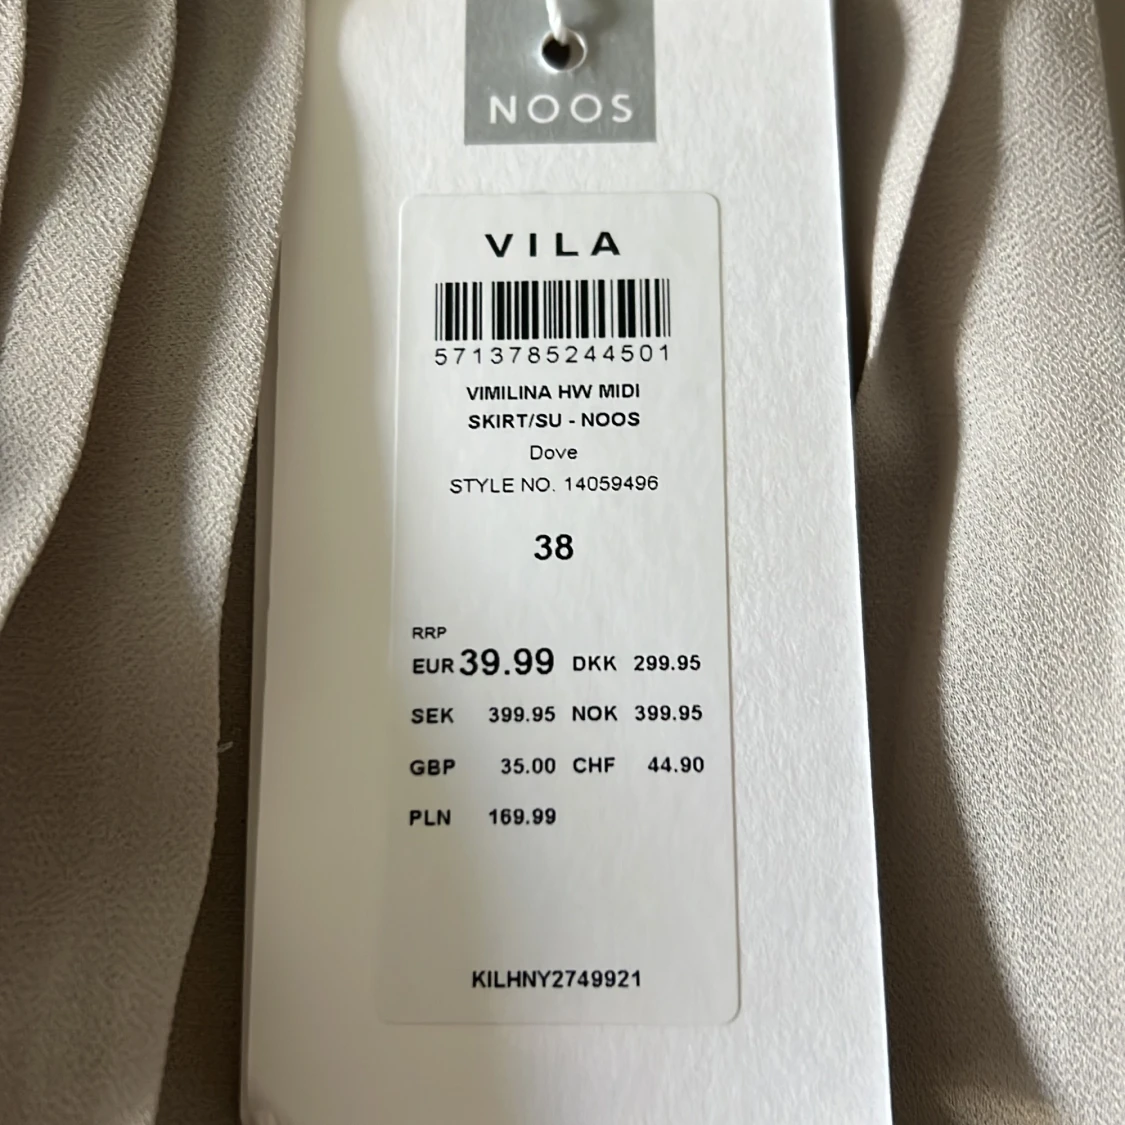 NOOS
VILA
5713785244501
VIMILINA HW MIDI
SKIRT/SU - NOOS
Dove
STYLE NO. 14059496
38
RRP
EUR 39.99 DKK 299.95
SEK 399.95 NOK 399.95
GBP 35.00 CHF 44.90
PLN 169.99
KILHNY2749921